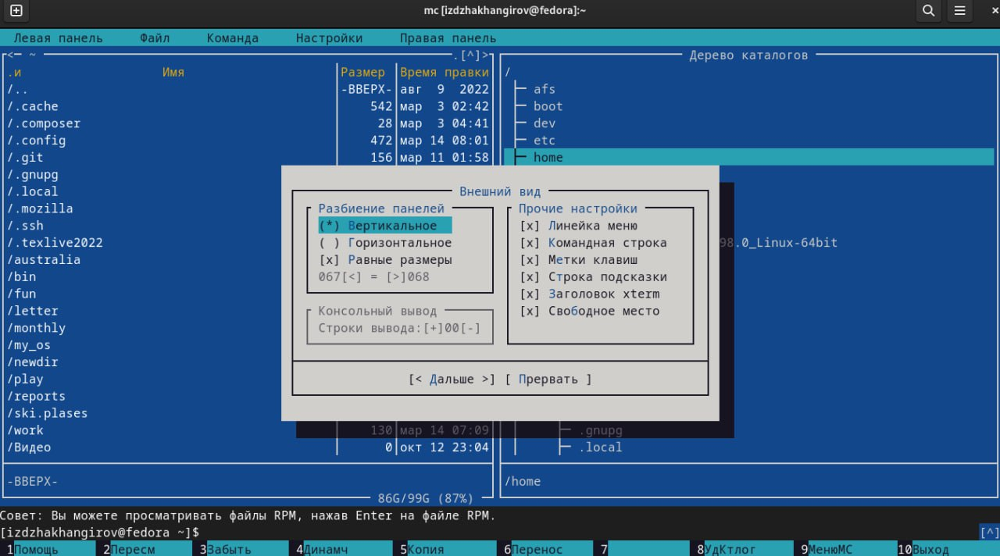 mc [izdzhakhangirov@fedora]:~
Левая панель Файл Команда Настройки Правая панель
<─ ~ .[^]> Дерево каталогов
.и Имя Размер Время правки /
/.. -ВВЕРХ- авг 9 2022 afs
/.cache 542 мар 3 02:42 boot
/.composer 28 мар 3 04:41 dev
/.config 472 мар 14 08:01 etc
/.git 156 мар 11 01:58 home
/.gnupg
/.local Внешний вид
/.mozilla Разбиение панелей Прочие настройки
/.ssh (*) Вертикальное [x] Линейка меню
/.texlive2022 ( ) Горизонтальное [x] Командная строка 98.0_Linux-64bit
/australia [x] Равные размеры [x] Метки клавиш
/bin 067[<] = [>]068 [x] Строка подсказки
/fun [x] Заголовок xterm
/letter Консольный вывод [x] Свободное место
/monthly Строки вывода:[+]00[-]
/my_os
/newdir
/play [< Дальше >] [ Прервать ]
/reports
/ski.plases
/work 130 мар 14 07:09 .gnupg
/Видео 0 окт 12 23:04 .local
-ВВЕРХ- /home
86G/99G (87%)
Совет: Вы можете просматривать файлы RPM, нажав Enter на файле RPM.
[izdzhakhangirov@fedora ~]$ [^]
1Помощь 2Пересм 3Забыть 4Динамч 5Копия 6Перенос 7 8УдКтлог 9МенюMC 10Выход